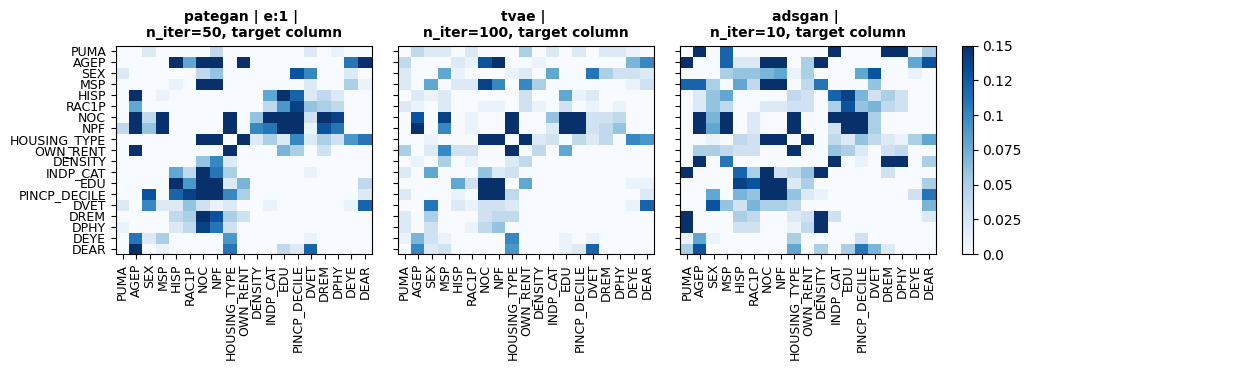 pategan | e:1 |
n_iter=50, target column
tvae |
n_iter=100, target column
adsgan |
n_iter=10, target column
PUMA
AGEP
SEX
MSP
HISP
RAC1P
NOC
NPF
HOUSING_TYPE
OWN_RENT
DENSITY
INDP_CAT
EDU
PINCP_DECILE
DVET
DREM
DPHY
DEYE
DEAR
0.15
0.125
0.1
0.075
0.05
0.025
0.0
PUMA
AGEP
SEX
MSP
HISP
RAC1P
NOC
NPF
HOUSING_TYPE
OWN_RENT
DENSITY
INDP_CAT
EDU
PINCP_DECILE
DVET
DREM
DPHY
DEYE
DEAR
PUMA
AGEP
SEX
MSP
HISP
RAC1P
NOC
NPF
HOUSING_TYPE
OWN_RENT
DENSITY
INDP_CAT
EDU
PINCP_DECILE
DVET
DREM
DPHY
DEYE
DEAR
PUMA
AGEP
SEX
MSP
HISP
RAC1P
NOC
NPF
HOUSING_TYPE
OWN_RENT
DENSITY
INDP_CAT
EDU
PINCP_DECILE
DVET
DREM
DPHY
DEYE
DEAR